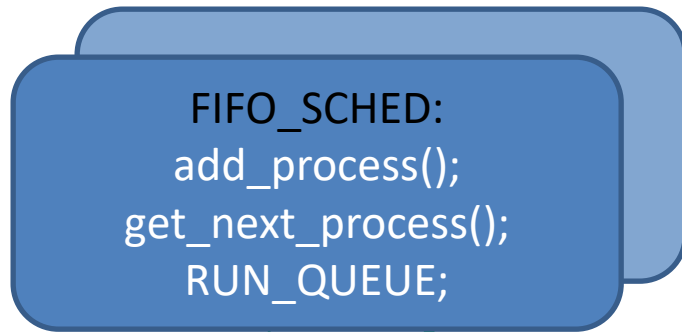 FIFO_SCHED:
add_process();
get_next_process();
RUN_QUEUE;